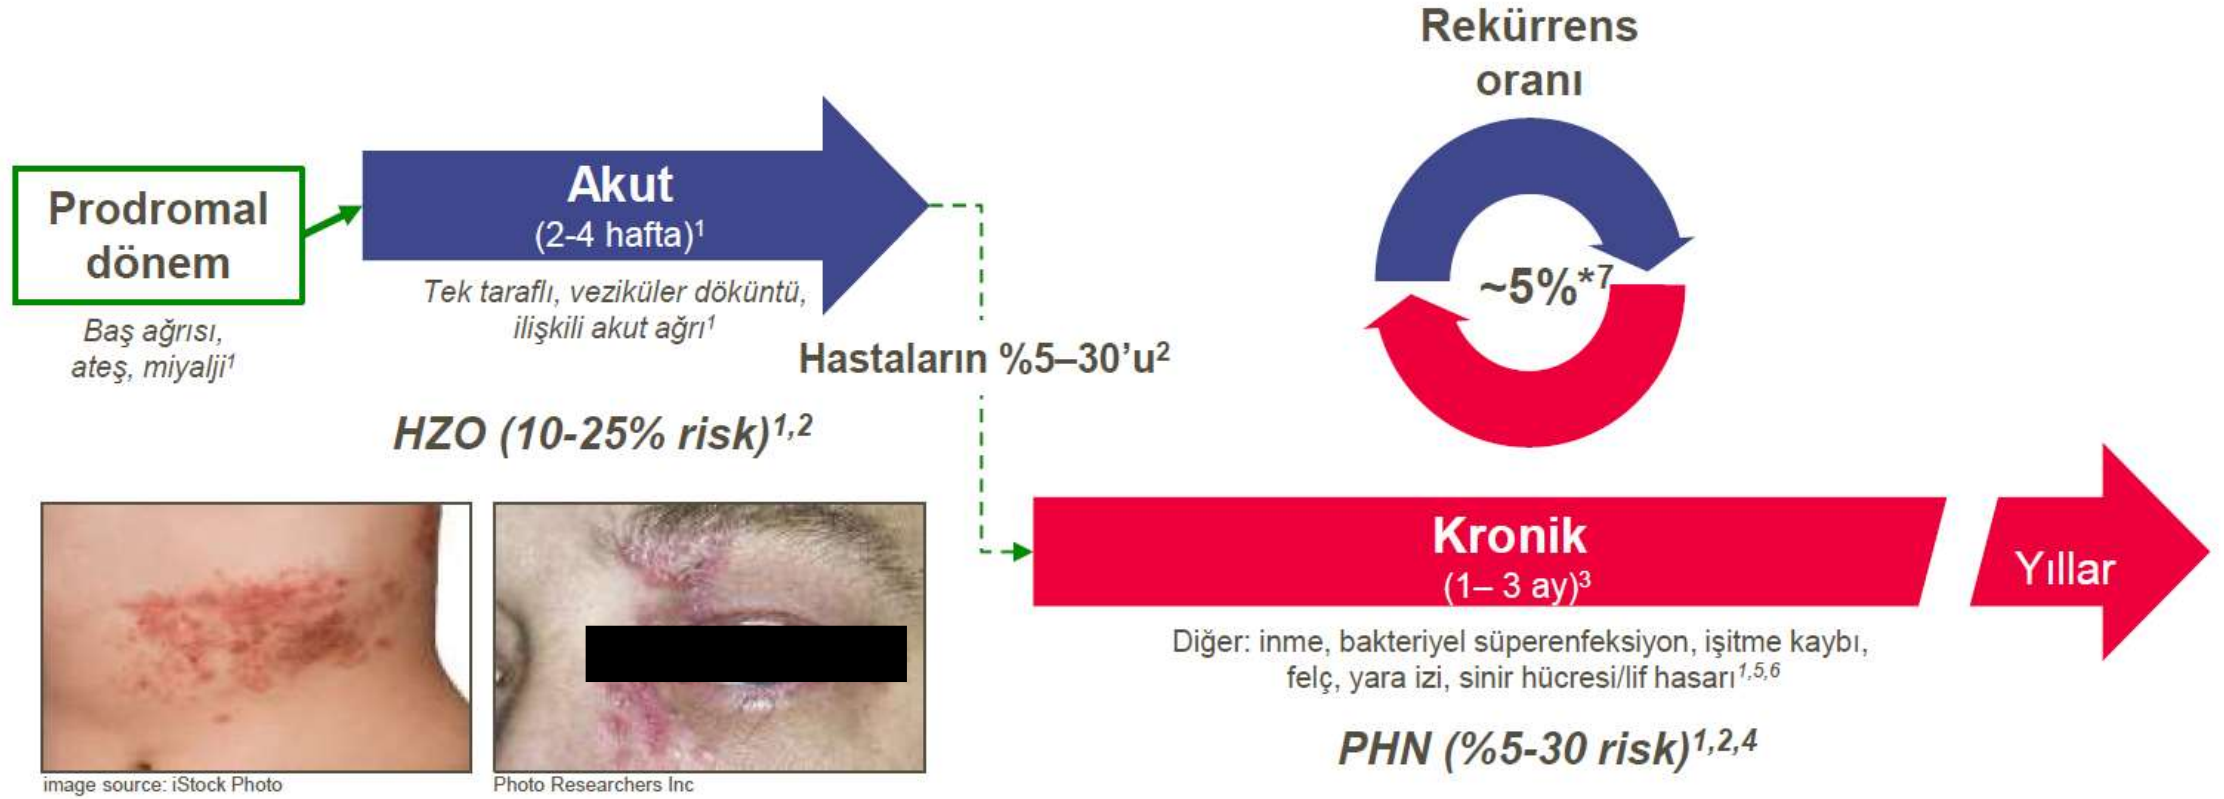 Rekürrens
oranı
~5%*7
Prodromal
dönem
Baş ağrısı,
ateş, miyalji1
Akut
(2-4 hafta)1
Tek taraflı, veziküler döküntü,
ilişkili akut ağrı1
Hastaların %5–30’u2
HZO (10-25% risk)1,2
image source: iStock Photo
Photo Researchers Inc
Kronik
(1– 3 ay)3
Yıllar
Diğer: inme, bakteriyel süperenfeksiyon, işitme kaybı,
felç, yara izi, sinir hücresi/lif hasarı1,5,6
PHN (%5-30 risk)1,2,4